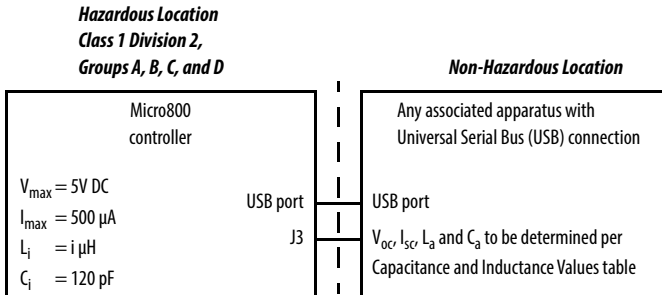 Hazardous Location
Class 1 Division 2,
Groups A, B, C, and D
Non-Hazardous Location
Micro800
controller
Any associated apparatus with
Universal Serial Bus (USB) connection
Vmax = 5V DC
Imax = 500 µA
Li = i µH
Ci = 120 pF
USB port
J3
USB port
Voc, Isc, La and Ca to be determined per
Capacitance and Inductance Values table